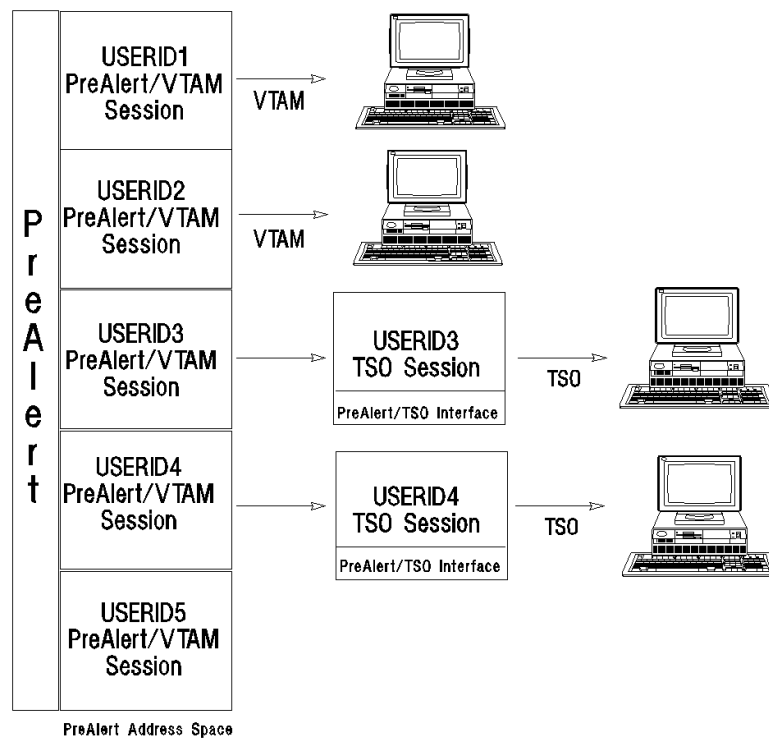 PreAlert
USERID1
PreAlert/VTAM
Session
VTAM
USERID2
PreAlert/VTAM
Session
VTAM
USERID3
PreAlert/VTAM
Session
USERID3
TSO Session
PreAlert/TSO Interface
TSO
USERID4
PreAlert/VTAM
Session
USERID4
TSO Session
PreAlert/TSO Interface
TSO
USERID5
PreAlert/VTAM
Session
PreAlert Address Space